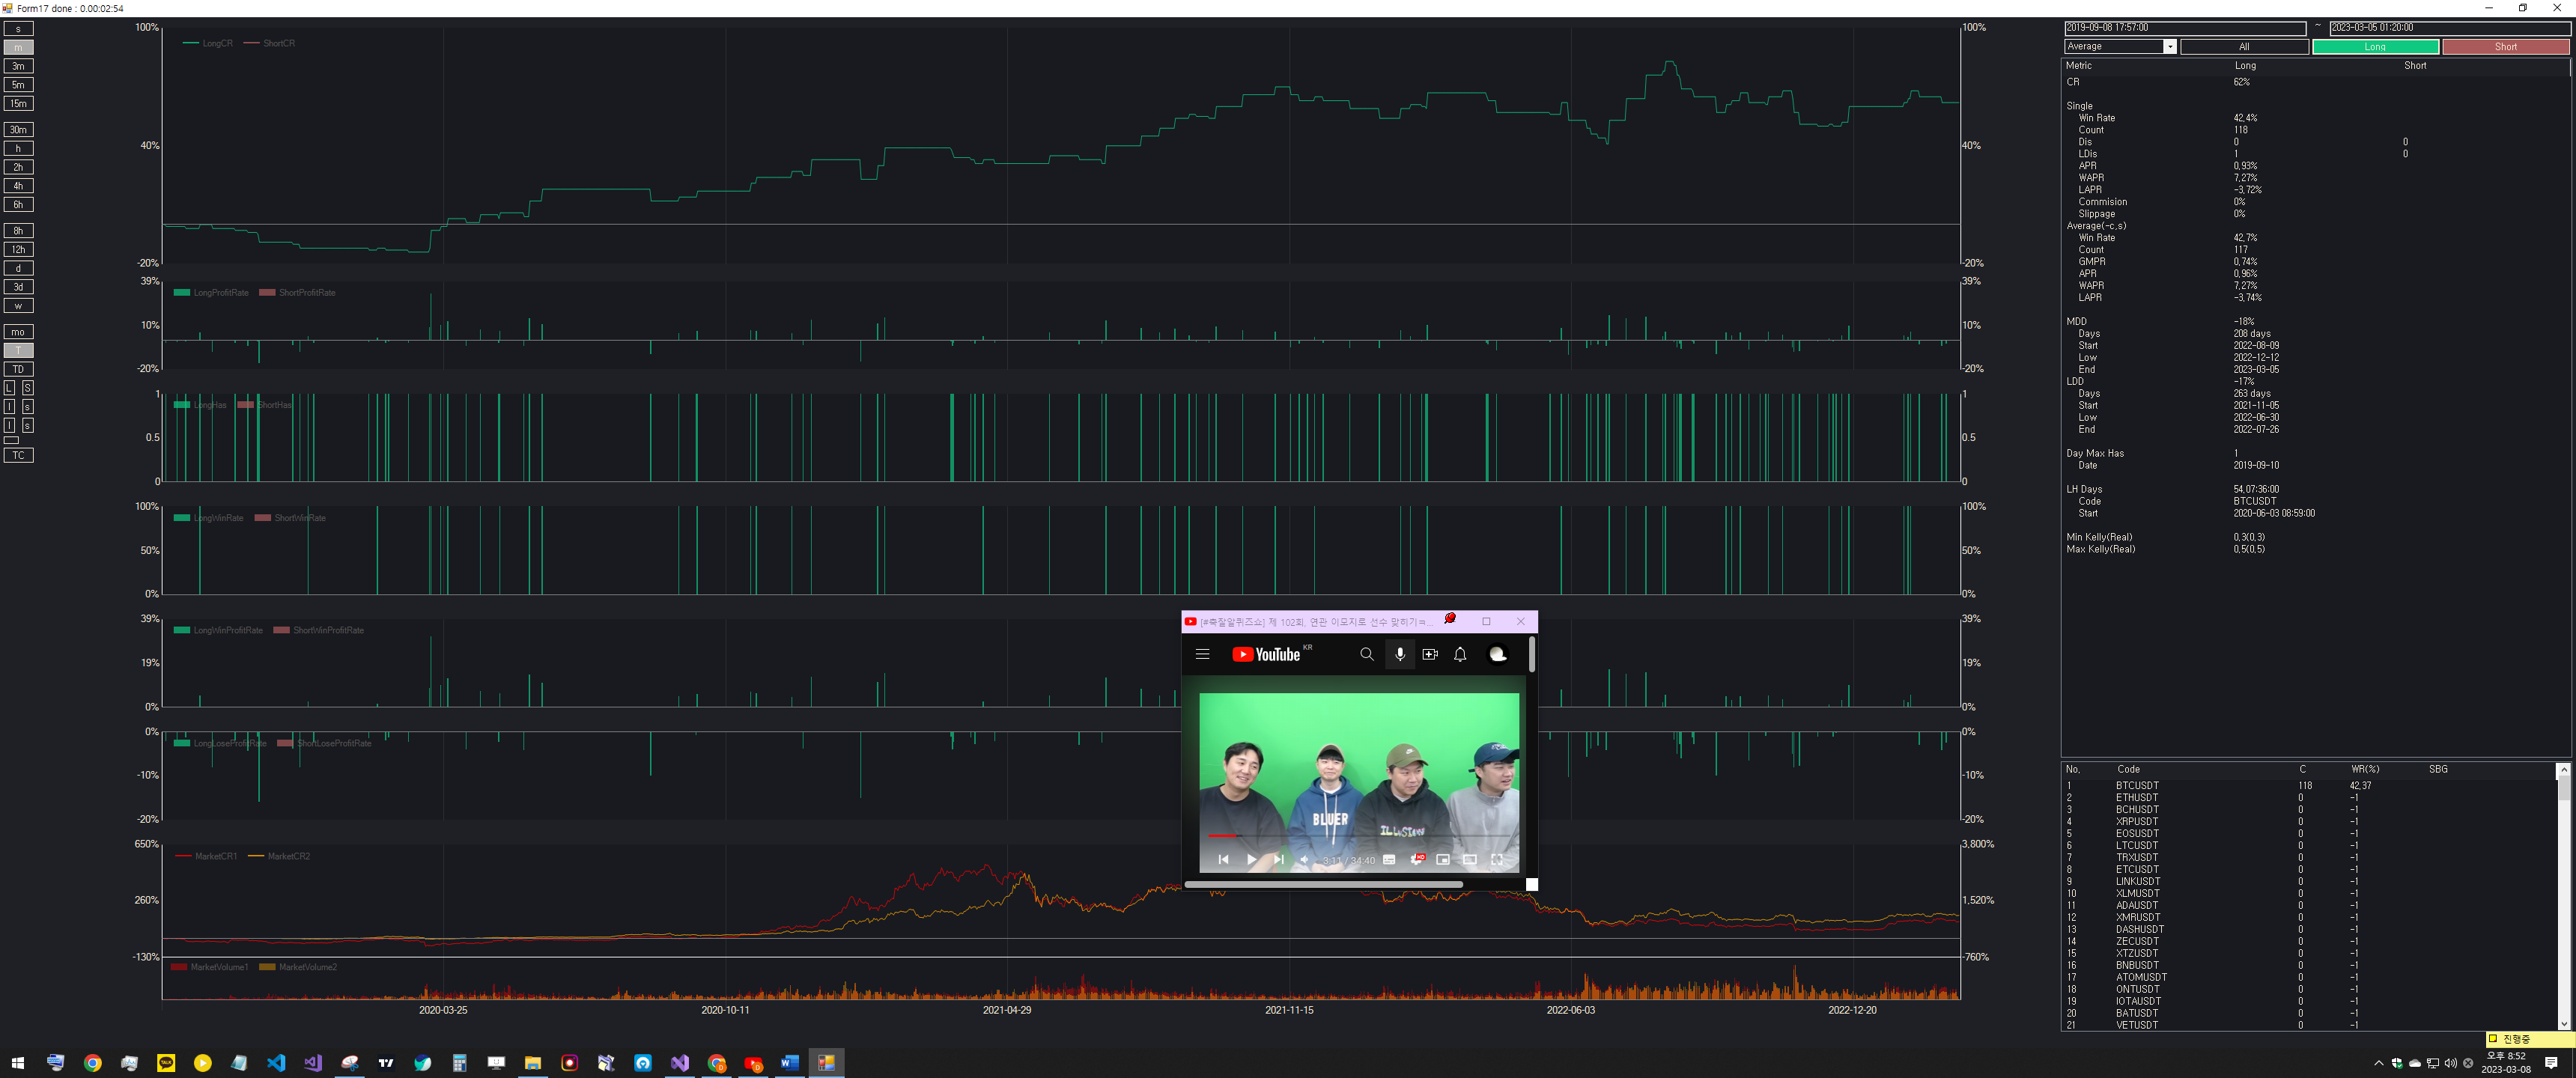 Form17 done : 0.00:02:54
s
m
3m
5m
15m
30m
h
2h
4h
6h
8h
12h
d
3d
w
mo
T
TD
L S
l s
l s
TC
100% LongCR ShortCR 100%
40% 40%
-20% -20%
39% LongProfitRate ShortProfitRate 39%
10% 10%
-20% -20%
1 LongHas ShortHas 1
0.5 0.5
0 0
100% LongWinRate ShortWinRate 100%
50% 50%
0% 0%
39% LongWinProfitRate ShortWinProfitRate 39%
19% 19%
0% 0%
0% LongLoseProfitRate ShortLoseProfitRate 0%
-10% -10%
-20% -20%
650% MarketCR1 MarketCR2 3,800%
260% 1,520%
-130% -760%
MarketVolume1 MarketVolume2
2020-03-25 2020-10-11 2021-04-29 2021-11-15 2022-06-03 2022-12-20
[#축잘알퀴즈쇼] 제 102회, 연관 이모지로 선수 맞히기ㅋ...
YouTube KR
BLUER
ILLUSIONS
3:11 / 34:40
HD
2019-09-08 17:57:00 ~ 2023-03-05 01:20:00
Average All Long Short
Metric Long Short
CR 62%
Single
Win Rate 42,4%
Count 118
Dis 0 0
LDis 1 0
APR 0,93%
WAPR 7,27%
LAPR -3,72%
Commision 0%
Slippage 0%
Average(-c,s)
Win Rate 42,7%
Count 117
GMPR 0,74%
APR 0,96%
WAPR 7,27%
LAPR -3,74%
MDD -18%
Days 208 days
Start 2022-08-09
Low 2022-12-12
End 2023-03-05
LDD -17%
Days 263 days
Start 2021-11-05
Low 2022-06-30
End 2022-07-26
Day Max Has 1
Date 2019-09-10
LH Days 54,07:36:00
Code BTCUSDT
Start 2020-06-03 08:59:00
Min Kelly(Real) 0,3(0,3)
Max Kelly(Real) 0,5(0,5)
No, Code C WR(%) SBG
1 BTCUSDT 118 42,37
2 ETHUSDT 0 -1
3 BCHUSDT 0 -1
4 XRPUSDT 0 -1
5 EOSUSDT 0 -1
6 LTCUSDT 0 -1
7 TRXUSDT 0 -1
8 ETCUSDT 0 -1
9 LINKUSDT 0 -1
10 XLMUSDT 0 -1
11 ADAUSDT 0 -1
12 XMRUSDT 0 -1
13 DASHUSDT 0 -1
14 ZECUSDT 0 -1
15 XTZUSDT 0 -1
16 BNBUSDT 0 -1
17 ATOMUSDT 0 -1
18 ONTUSDT 0 -1
19 IOTAUSDT 0 -1
20 BATUSDT 0 -1
21 VETUSDT 0 -1
진행중
TALK
오후 8:52
2023-03-08